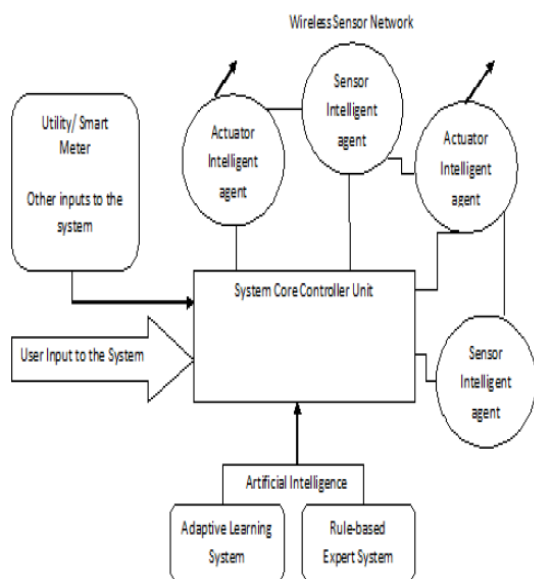 Wireless Sensor Network
Utility/ Smart
Meter
Other inputs to the
system
Actuator
Intelligent
agent
Sensor
Intelligent
agent
Actuator
Intelligent
agent
System Core Controller Unit
User Input to the System
Sensor
Intelligent
agent
Artificial Intelligence
Adaptive Learning
System
Rule-based
Expert System